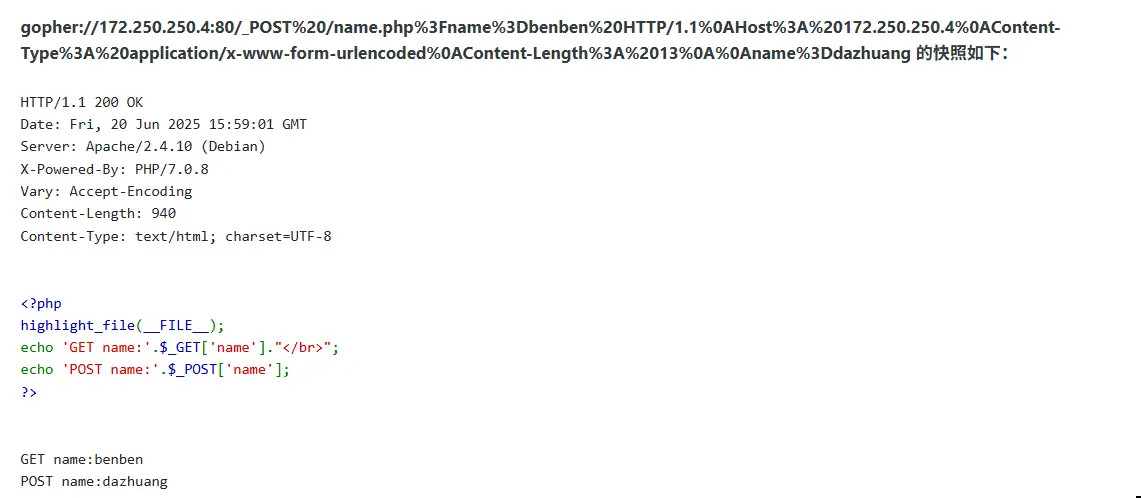 gopher://172.250.250.4:80/_POST%20/name.php%3Fname%3Dbenben%20HTTP/1.1%0AHost%3A%20172.250.250.4%0AContent-
Type%3A%20application/x-www-form-urlencoded%0AContent-Length%3A%2013%0A%0Aname%3Ddazhuang 的快照如下：
HTTP/1.1 200 OK
Date: Fri, 20 Jun 2025 15:59:01 GMT
Server: Apache/2.4.10 (Debian)
X-Powered-By: PHP/7.0.8
Vary: Accept-Encoding
Content-Length: 940
Content-Type: text/html; charset=UTF-8
<?php
highlight_file(__FILE__);
echo 'GET name:'.$_GET['name']."</br>";
echo 'POST name:'.$_POST['name'];
?>
GET name:benben
POST name:dazhuang